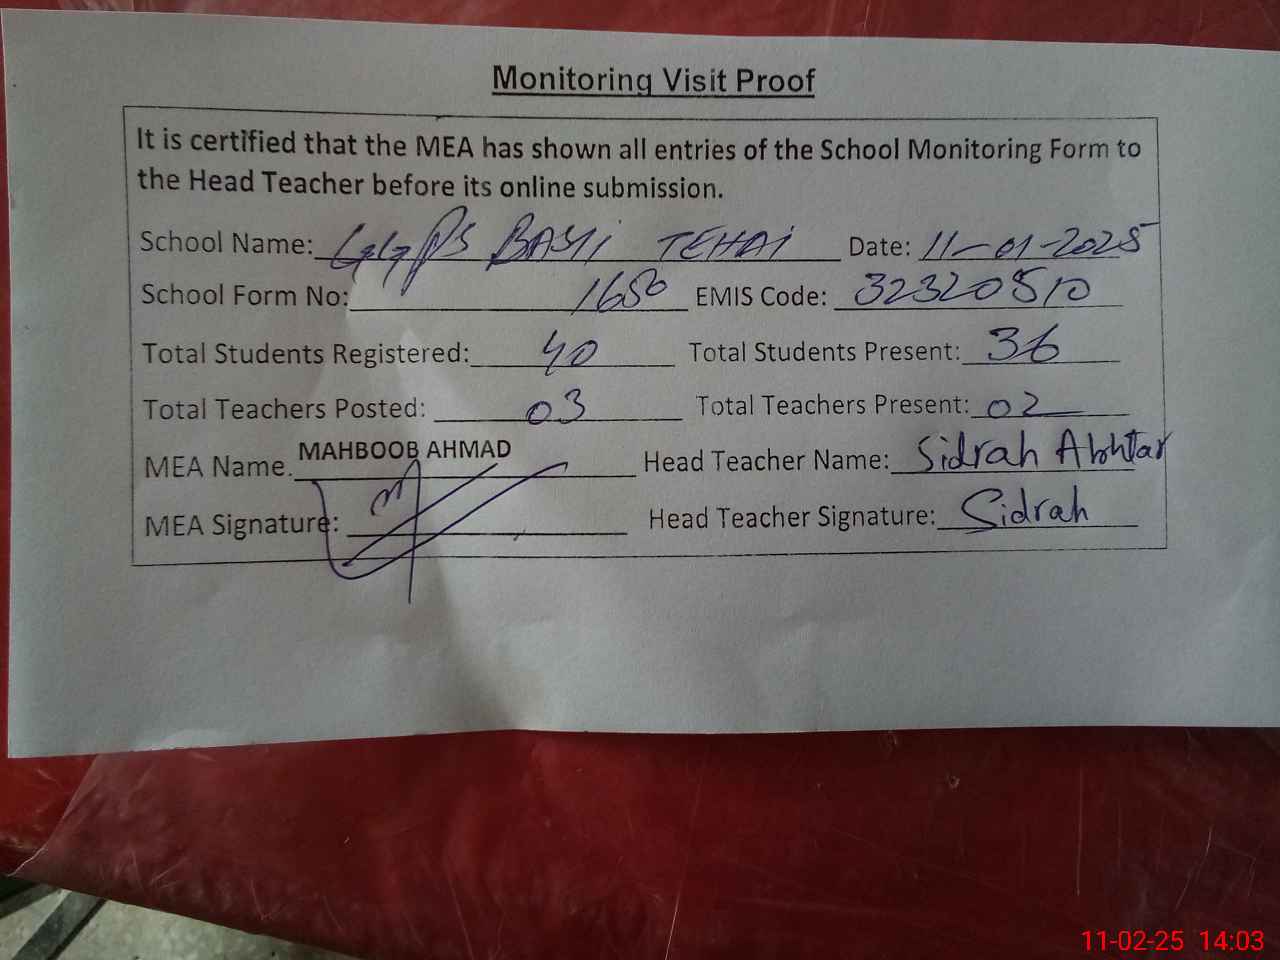 Monitoring Visit Proof
It is certified that the MEA has shown all entries of the School Monitoring Form to
the Head Teacher before its online submission.
School Name: GGPS BASTI TEHAI Date: 11-01-2025
School Form No: 1680 EMIS Code: 32320510
Total Students Registered: 40 Total Students Present: 36
Total Teachers Posted: 03 Total Teachers Present: 02
MEA Name. MAHBOOB AHMAD Head Teacher Name: Sidrah Akhtar
MEA Signature: Head Teacher Signature: Sidrah
11-02-25 14:03